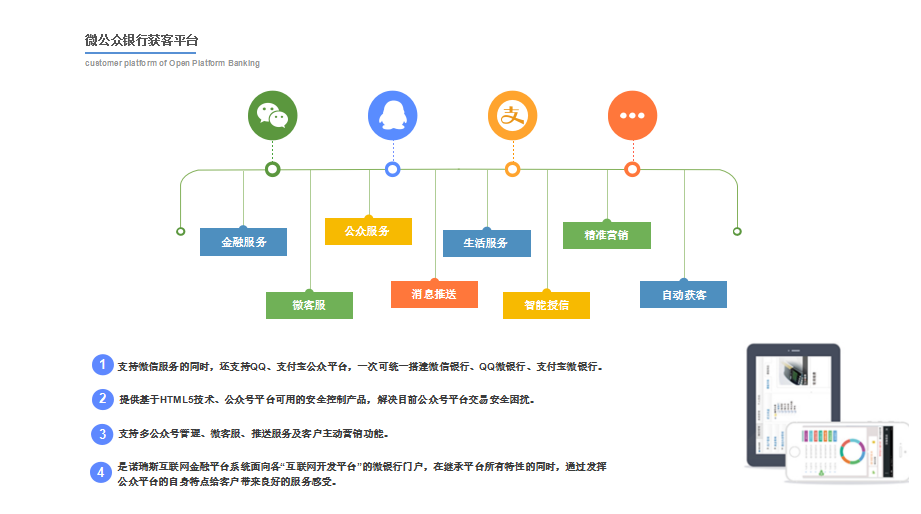 微公众银行获客平台
customer platform of Open Platform Banking
支
金融服务
公众服务
生活服务
精准营销
微客服
消息推送
智能授信
自动获客
1 支持微信服务的同时，还支持QQ、支付宝公众平台，一次可统一搭建微信银行、QQ微银行、支付宝微银行。
2 提供基于HTML5技术、公众号平台可用的安全控制产品，解决目前公众号平台交易安全困扰。
3 支持多公众号管理、微客服、推送服务及客户主动营销功能。
4 是诺瑞斯互联网金融平台系统面向各“互联网开发平台”的微银行门户，在继承平台所有特性的同时，通过发挥
公众平台的自身特点给客户带来良好的服务感受。